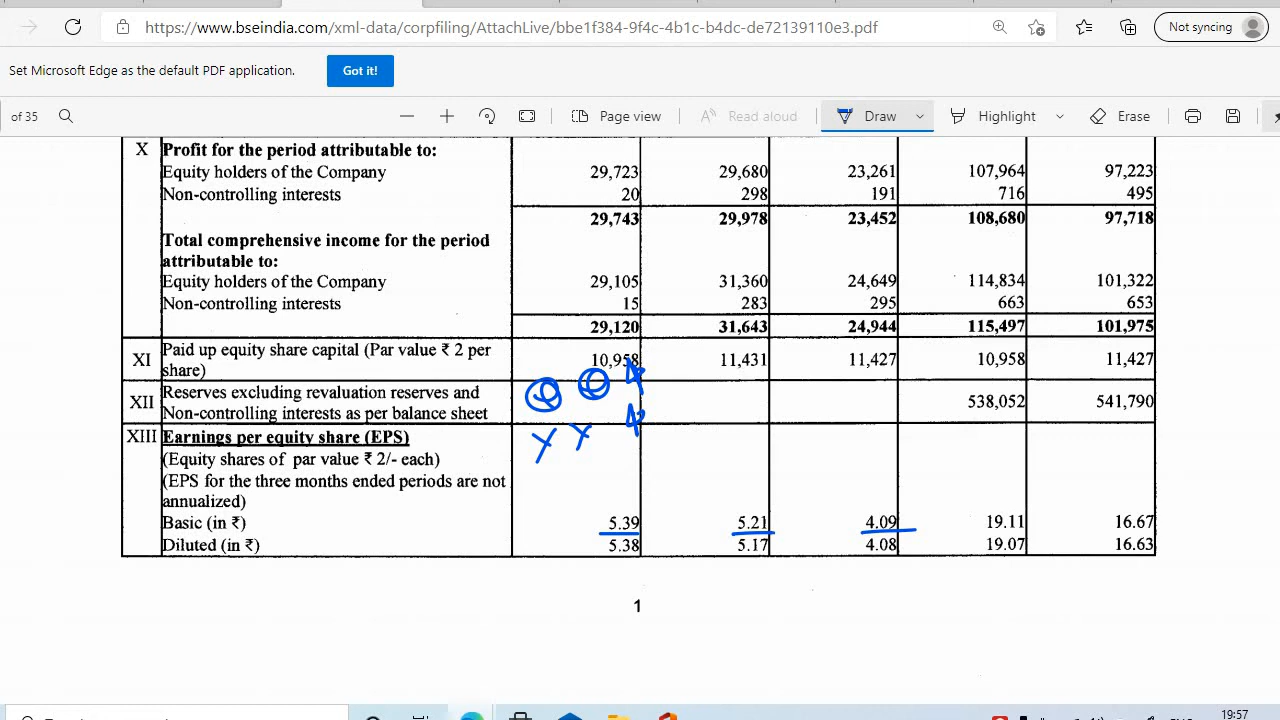 https://www.bseindia.com/xml-data/corpfiling/AttachLive/bbe1f384-9f4c-4b1c-b4dc-de72139110e3.pdf Not syncing
Set Microsoft Edge as the default PDF application. Got it!
of 35 Page view Read aloud Draw Highlight Erase
X Profit for the period attributable to:
Equity holders of the Company 29,723 29,680 23,261 107,964 97,223
Non-controlling interests 20 298 191 716 495
29,743 29,978 23,452 108,680 97,718
Total comprehensive income for the period
attributable to:
Equity holders of the Company 29,105 31,360 24,649 114,834 101,322
Non-controlling interests 15 283 295 663 653
29,120 31,643 24,944 115,497 101,975
XI Paid up equity share capital (Par value ₹ 2 per
share) 10,958 11,431 11,427 10,958 11,427
XII Reserves excluding revaluation reserves and
Non-controlling interests as per balance sheet 538,052 541,790
XIII Earnings per equity share (EPS)
(Equity shares of par value ₹ 2/- each)
(EPS for the three months ended periods are not
annualized)
Basic (in ₹) 5.39 5.21 4.09 19.11 16.67
Diluted (in ₹) 5.38 5.17 4.08 19.07 16.63
1
19:57